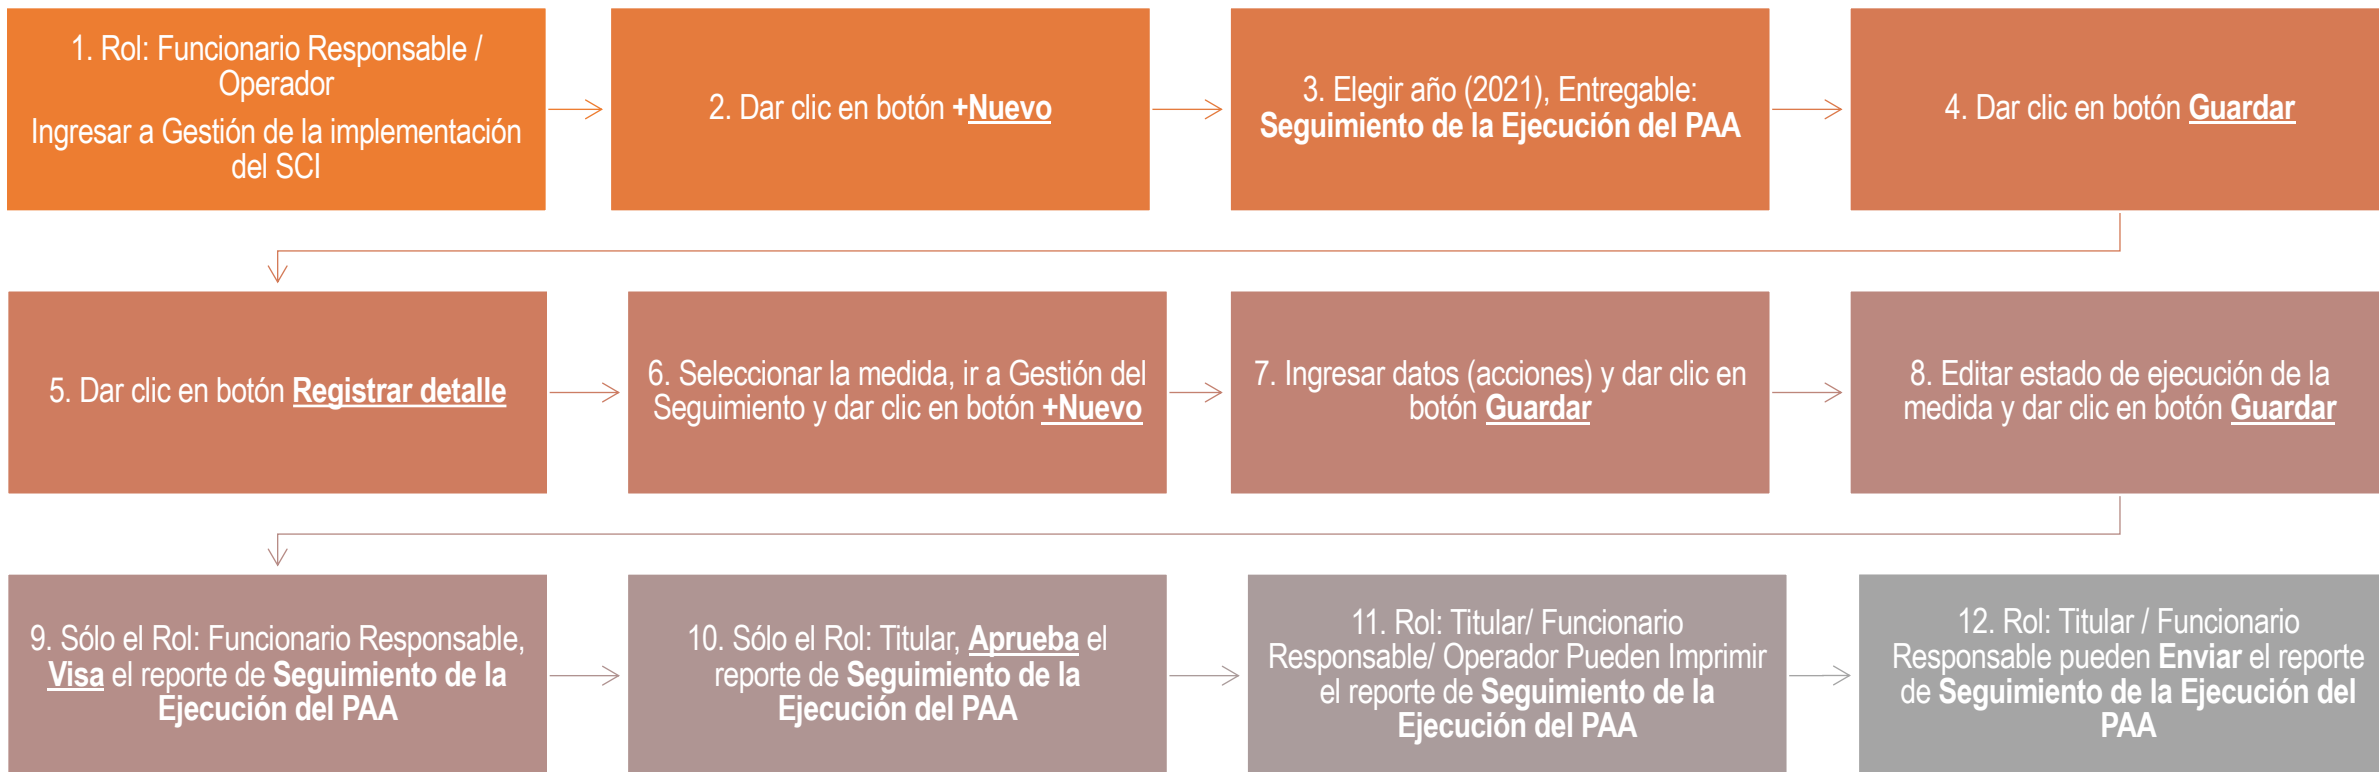 1. Rol: Funcionario Responsable /
Operador
Ingresar a Gestión de la implementación
del SCI
2. Dar clic en botón +Nuevo
3. Elegir año (2021), Entregable:
Seguimiento de la Ejecución del PAA
4. Dar clic en botón Guardar
5. Dar clic en botón Registrar detalle
6. Seleccionar la medida, ir a Gestión del
Seguimiento y dar clic en botón +Nuevo
7. Ingresar datos (acciones) y dar clic en
botón Guardar
8. Editar estado de ejecución de la
medida y dar clic en botón Guardar
9. Sólo el Rol: Funcionario Responsable,
Visa el reporte de Seguimiento de la
Ejecución del PAA
10. Sólo el Rol: Titular, Aprueba el
reporte de Seguimiento de la
Ejecución del PAA
11. Rol: Titular/ Funcionario
Responsable/ Operador Pueden Imprimir
el reporte de Seguimiento de la
Ejecución del PAA
12. Rol: Titular / Funcionario
Responsable pueden Enviar el reporte
de Seguimiento de la Ejecución del
PAA